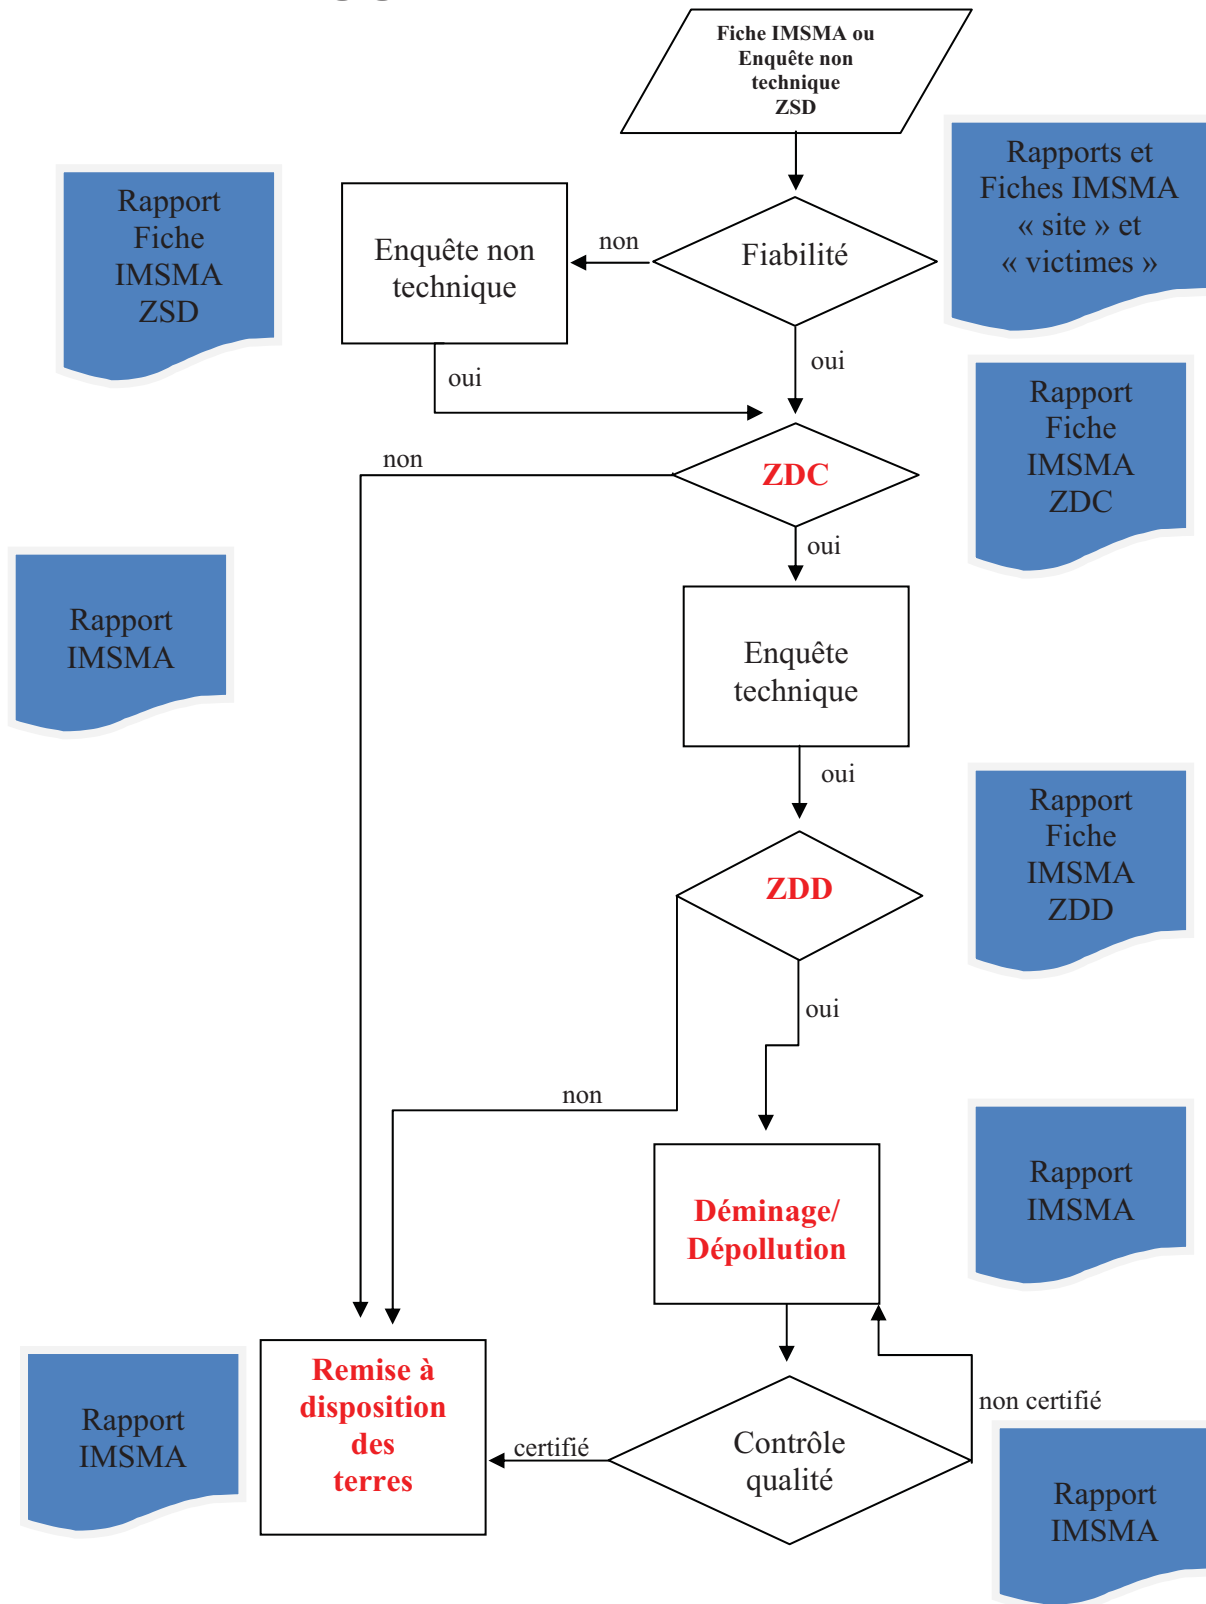 Fiche IMSMA ou
Enquête non
technique
ZSD
Rapports et
Fiches IMSMA
« site » et
« victimes »
Rapport
Fiche
IMSMA
ZSD
Enquête non
technique
non
Fiabilité
oui
oui
Rapport
Fiche
IMSMA
ZDC
non
ZDC
oui
Rapport
IMSMA
Enquête
technique
oui
Rapport
Fiche
IMSMA
ZDD
ZDD
oui
non
Rapport
IMSMA
Déminage/
Dépollution
Remise à
disposition
des
terres
Rapport
IMSMA
certifié
Contrôle
qualité
non certifié
Rapport
IMSMA